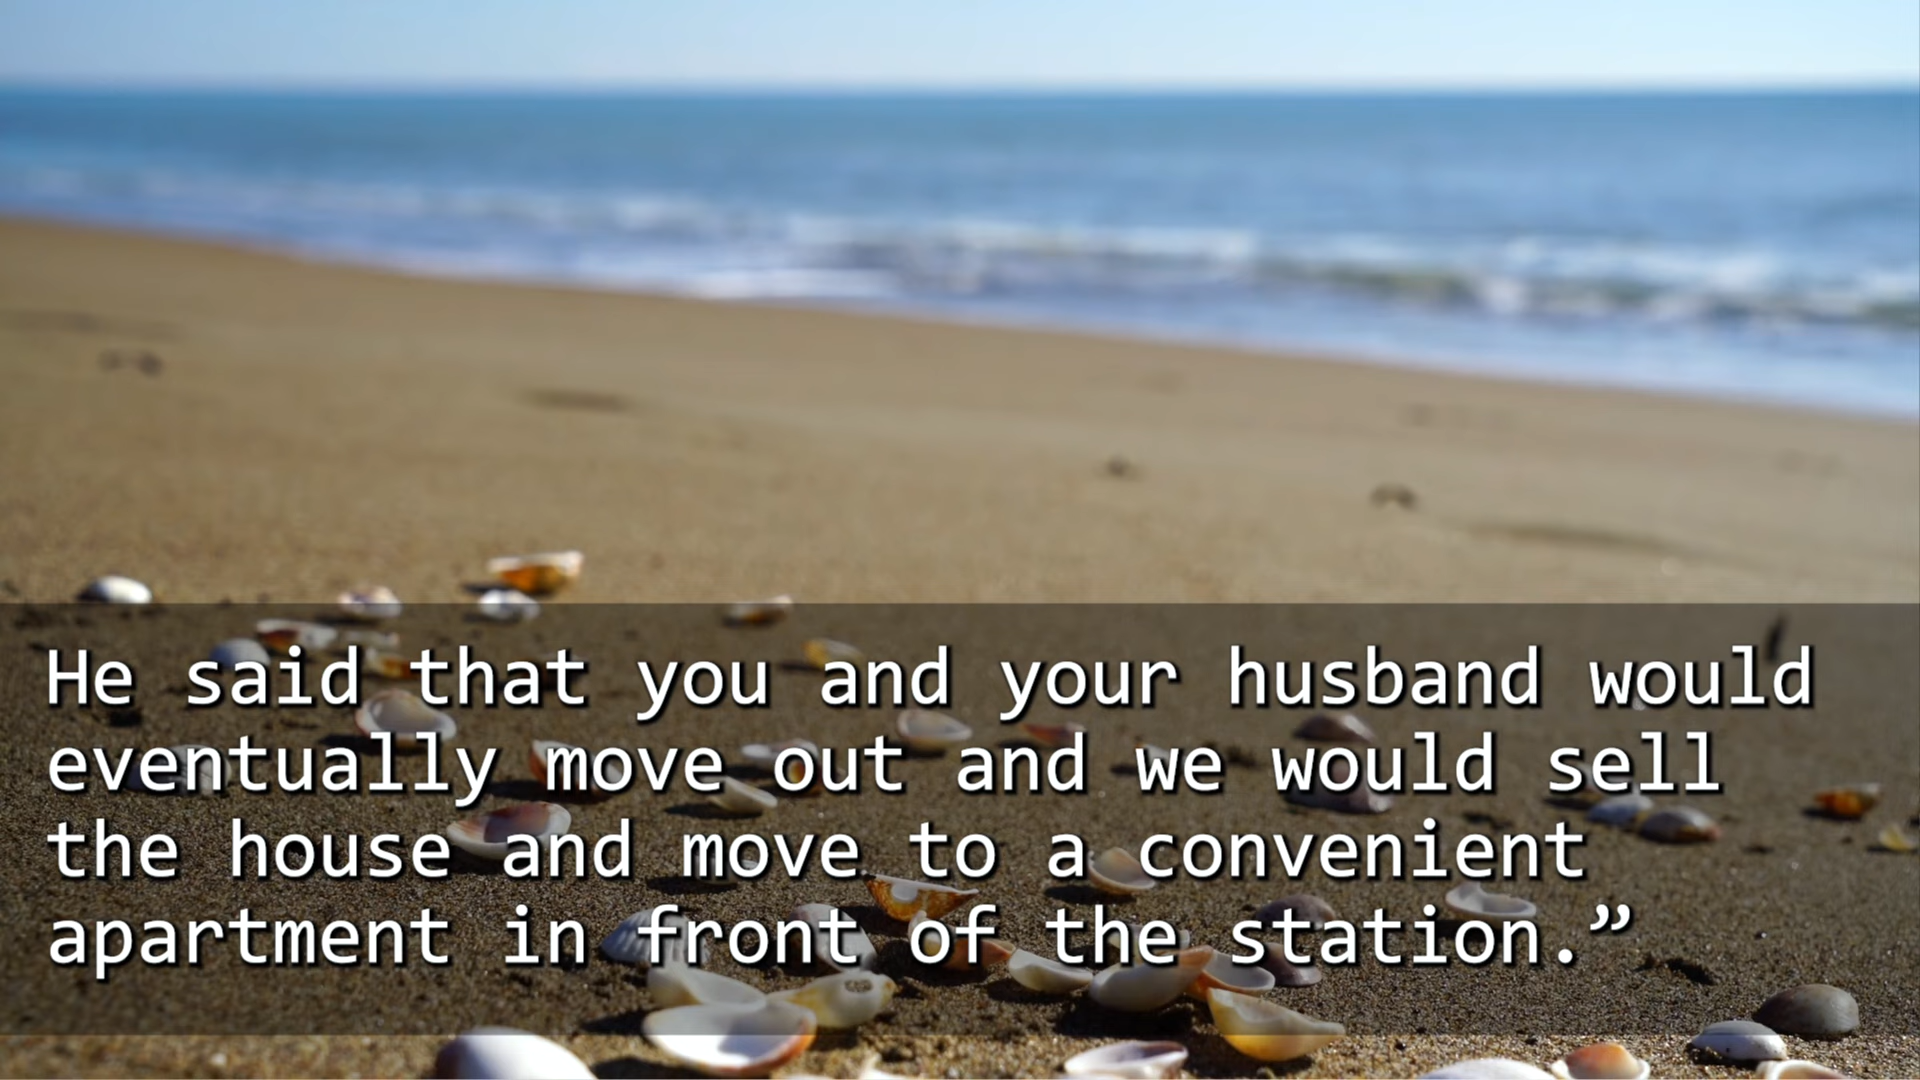 He said that you and your husband would
eventually move out and we would sell
the house and move to a convenient
apartment in front of the station.”